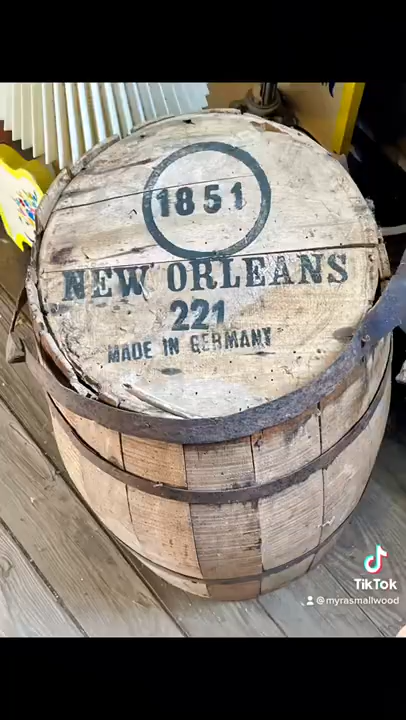 1851
NEW ORLEANS
221
MADE IN GERMANY
TikTok
@myrasmallwood